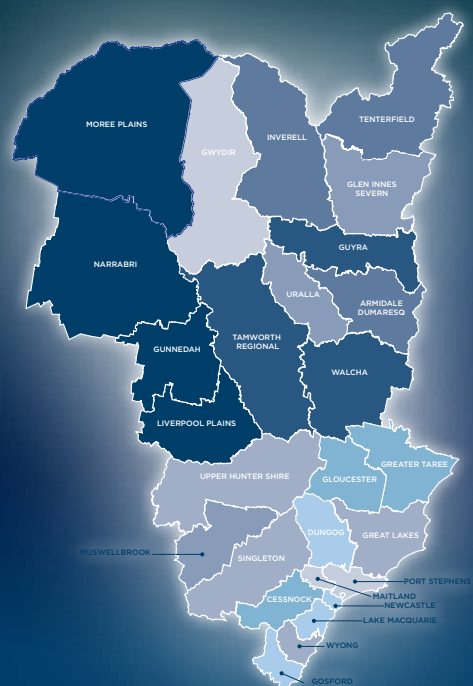 TENTERFIELD
MOREE PLAINS
INVERELL
GWYDIR
GLEN INNES
SEVERN
GUYRA
NARRABRI
URALLA
ARMIDALE
DUMARESQ
TAMWORTH
REGIONAL
GUNNEDAH
WALCHA
LIVERPOOL PLAINS
GREATER TAREE
UPPER HUNTER SHIRE
GLOUCESTER
DUNGOG
GREAT LAKES
MUSWELLBROOK
SINGLETON
PORT STEPHENS
MAITLAND
CESSNOCK
NEWCASTLE
LAKE MACQUARIE
WYONG
GOSFORD